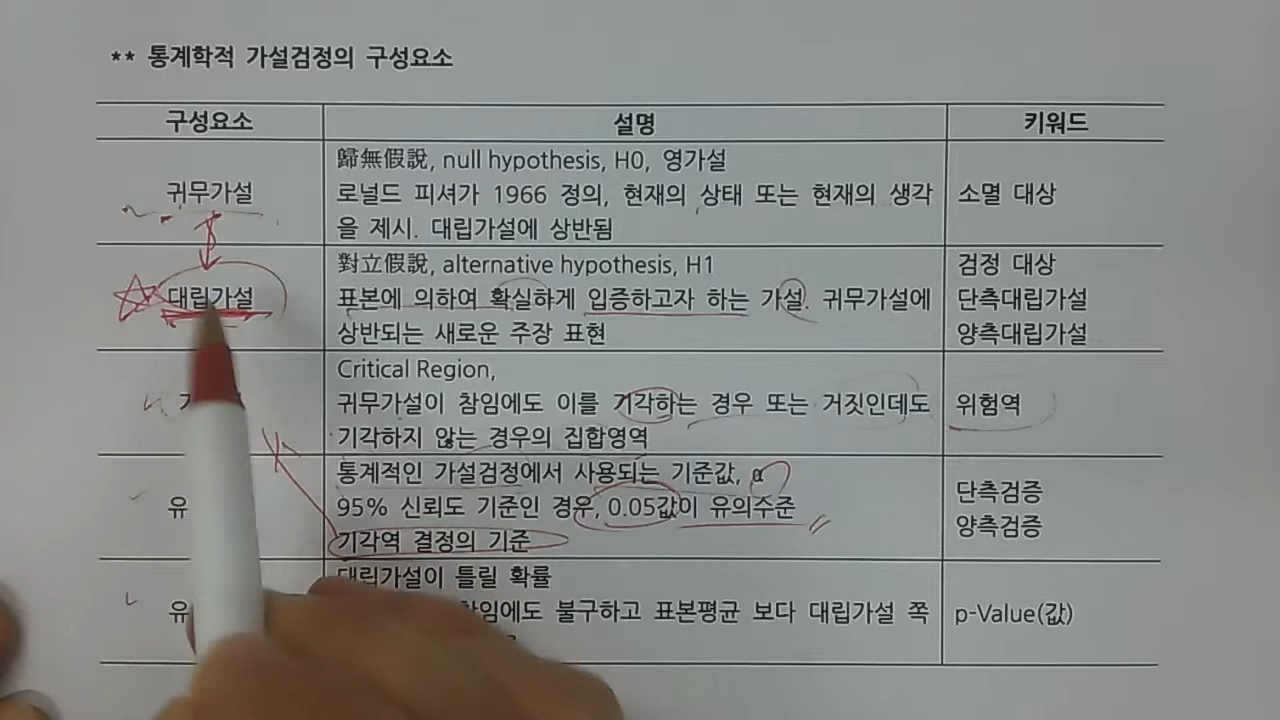 ** 통계학적 가설검정의 구성요소
구성요소 설명 키워드
귀무가설
歸無假說, null hypothesis, H0, 영가설
로널드 피셔가 1966 정의, 현재의 상태 또는 현재의 생각
을 제시. 대립가설에 상반됨
소멸 대상
대립가설
對立假說, alternative hypothesis, H1
표본에 의하여 확실하게 입증하고자 하는 가설. 귀무가설에
상반되는 새로운 주장 표현
검정 대상
단측대립가설
양측대립가설
Critical Region,
귀무가설이 참임에도 이를 기각하는 경우 또는 거짓인데도
기각하지 않는 경우의 집합영역
위험역
유
통계적인 가설검정에서 사용되는 기준값, α
95% 신뢰도 기준인 경우, 0.05값이 유의수준
기각역 결정의 기준
단측검증
양측검증
유
대립가설이 틀릴 확률
참임에도 불구하고 표본평균 보다 대립가설 쪽
p-Value(값)